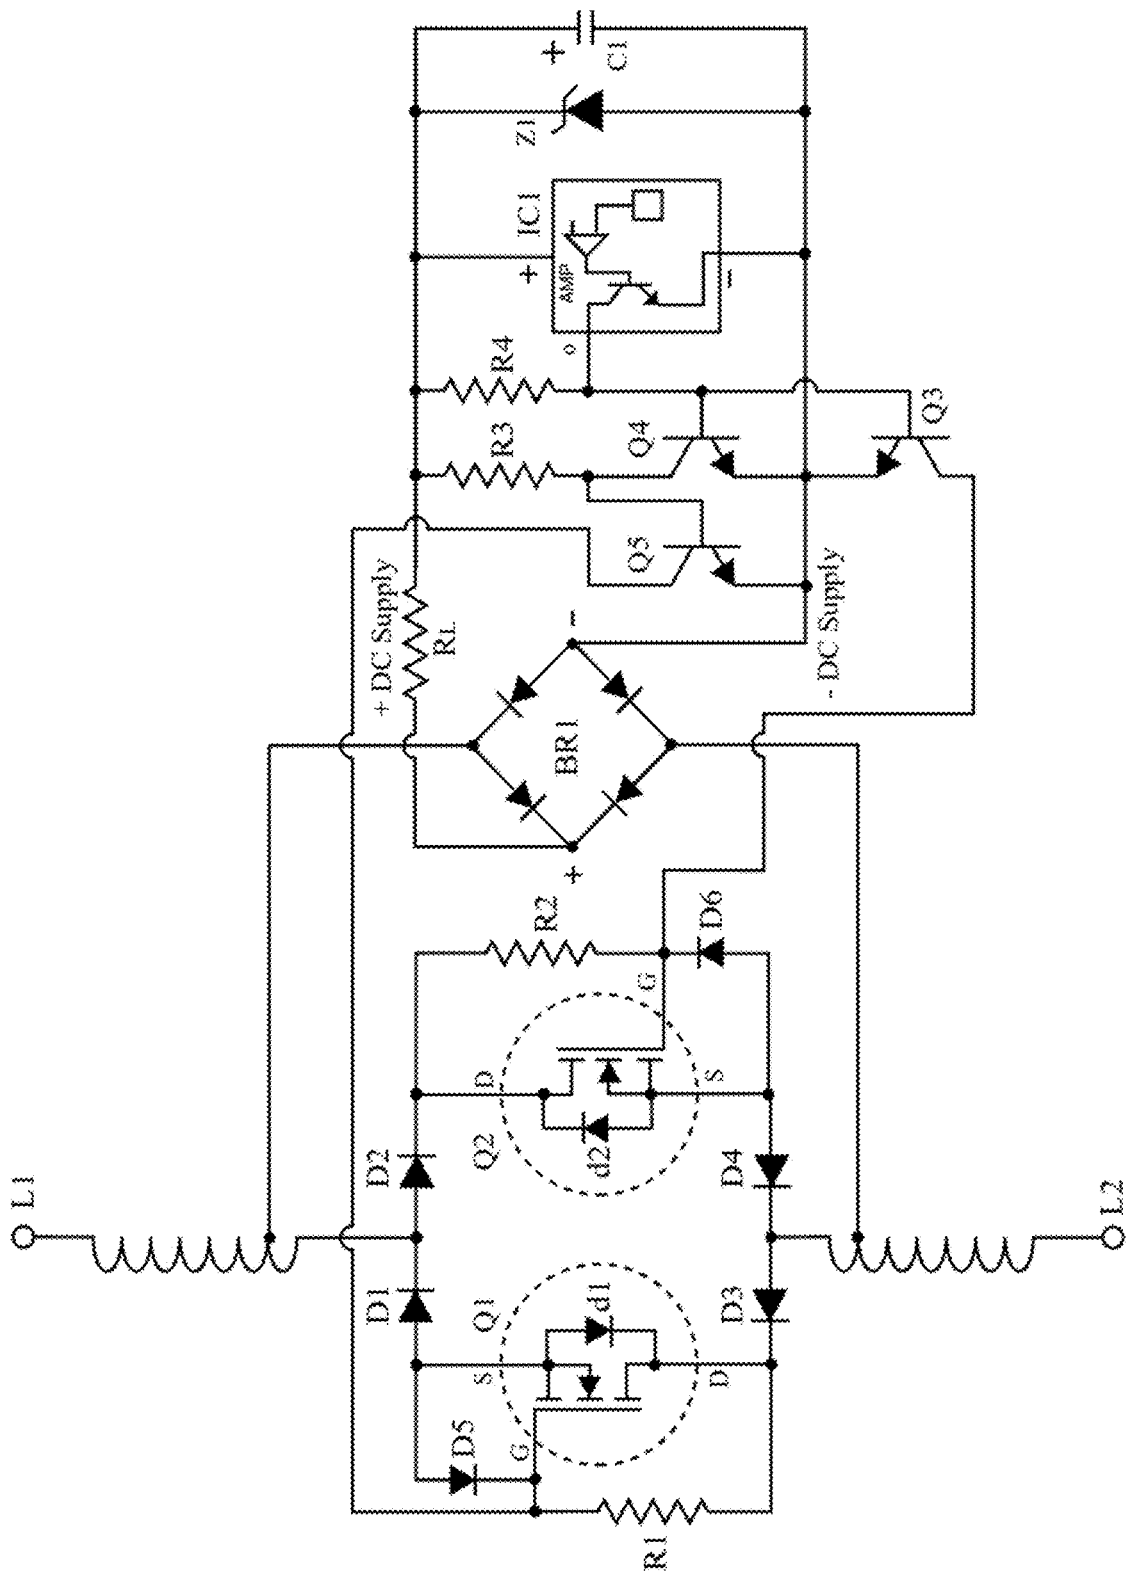 L1
D1
D2
D5
G
S
Q1
d1
D
D3
R1
Q2
D
d2
S
G
D4
R2
D6
L2
+ DC Supply
RL
BR1
+
-
- DC Supply
Q5
R3
Q4
R4
Q3
o
IC1
+
AMP
-
Z1
+
C1